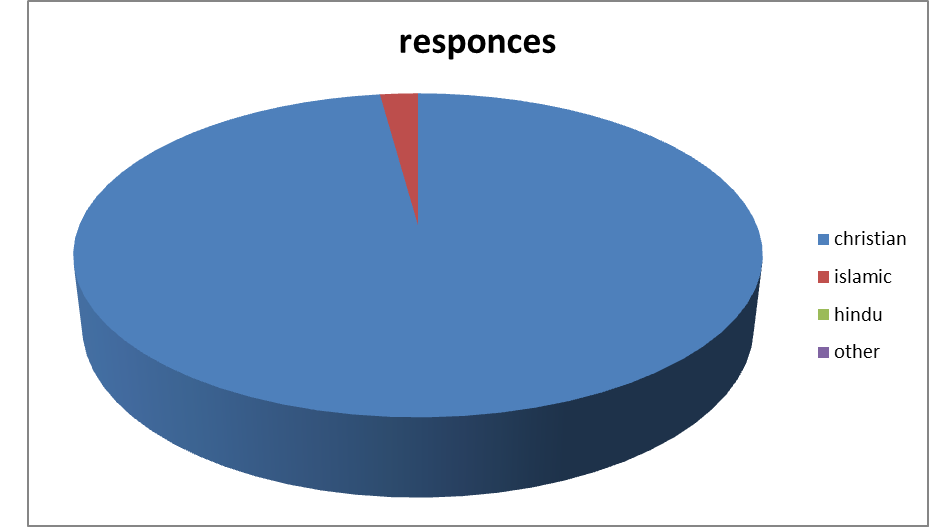 responces
christian
islamic
hindu
other